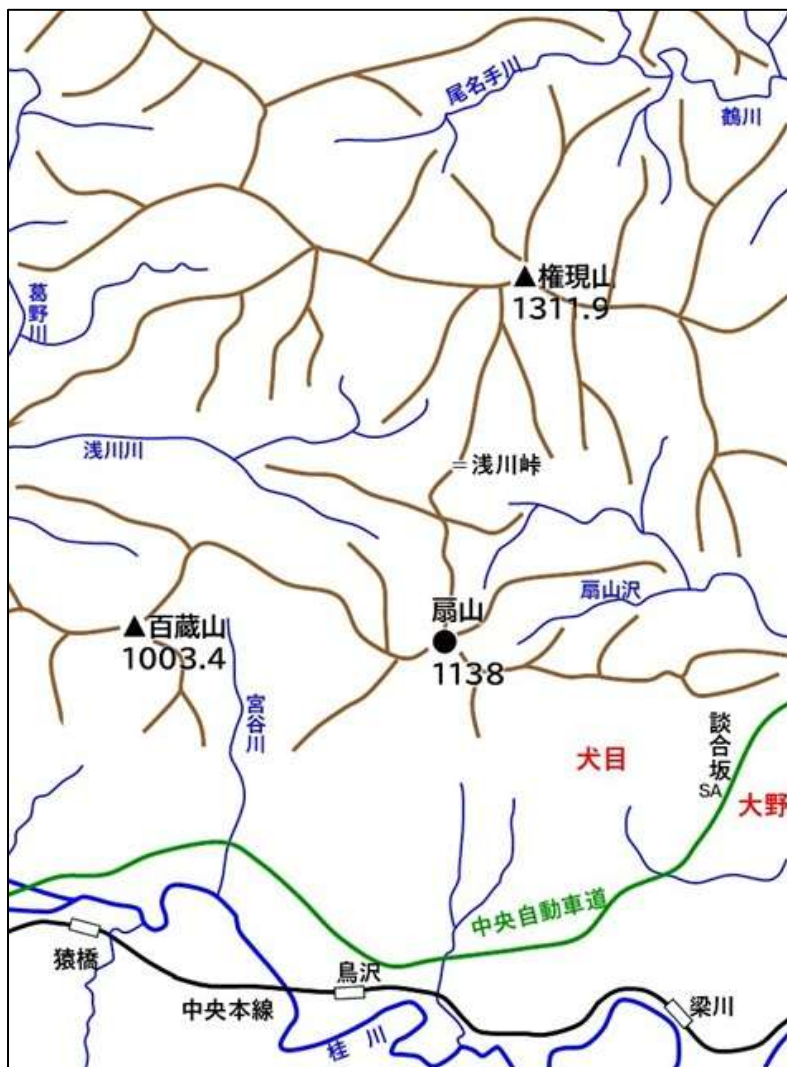 尾名手川
鶴川
▲権現山
1311.9
葛野川
浅川川
=浅川峠
扇山沢
扇山
1138
▲百蔵山
1003.4
宮谷川
犬目
談合坂
SA
大野
中央自動車道
猿橋
鳥沢
中央本線
梁川
桂川